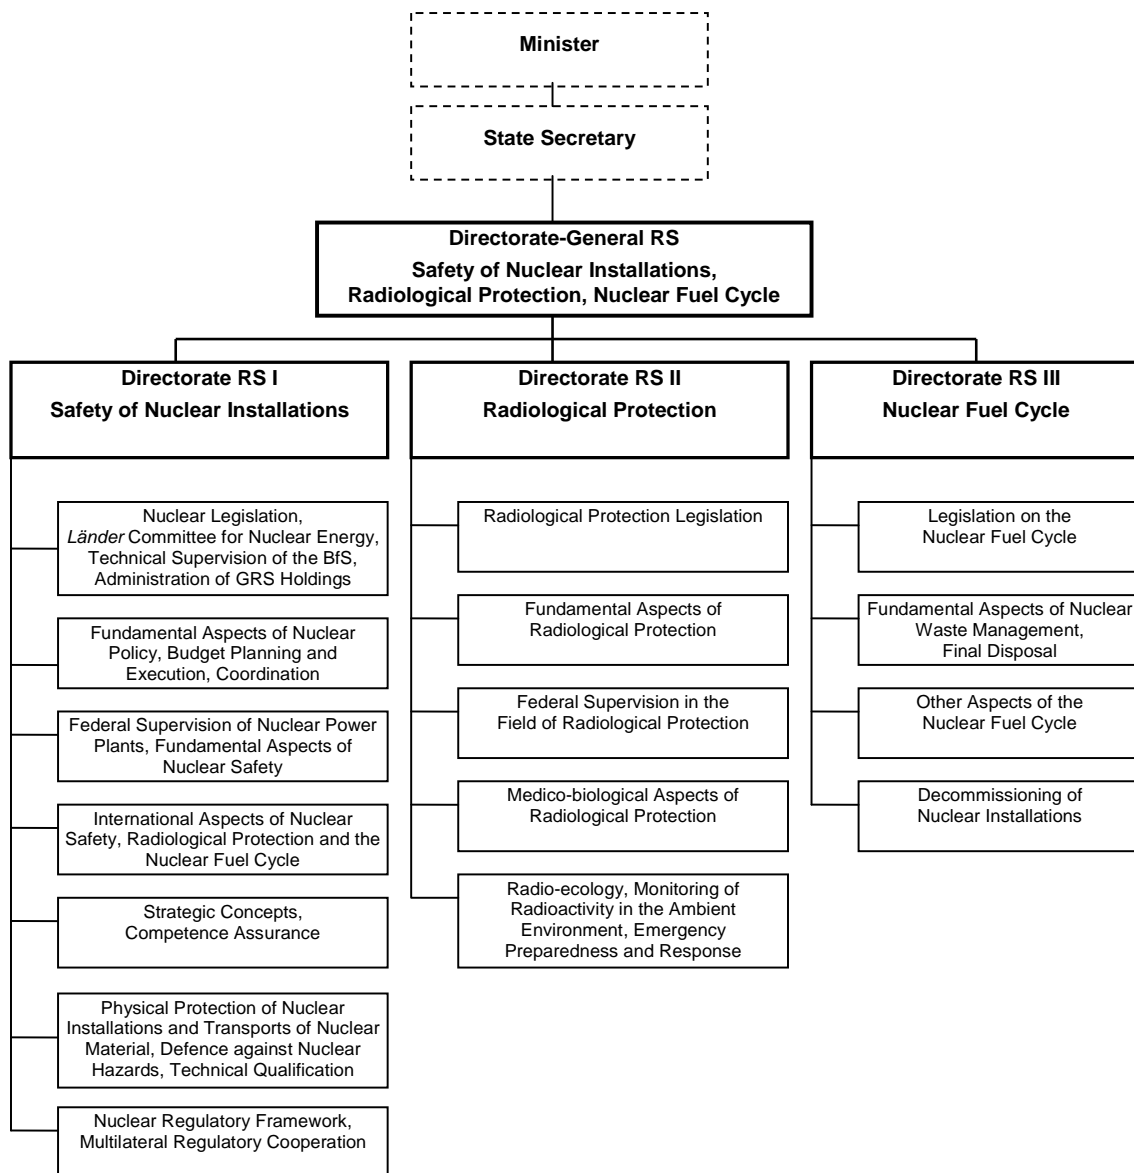 Minister
State Secretary
Directorate-General RS
Safety of Nuclear Installations,
Radiological Protection, Nuclear Fuel Cycle
Directorate RS I
Safety of Nuclear Installations
Nuclear Legislation,
Länder Committee for Nuclear Energy,
Technical Supervision of the BfS,
Administration of GRS Holdings
Fundamental Aspects of Nuclear
Policy, Budget Planning and
Execution, Coordination
Federal Supervision of Nuclear Power
Plants, Fundamental Aspects of
Nuclear Safety
International Aspects of Nuclear
Safety, Radiological Protection and the
Nuclear Fuel Cycle
Strategic Concepts,
Competence Assurance
Physical Protection of Nuclear
Installations and Transports of Nuclear
Material, Defence against Nuclear
Hazards, Technical Qualification
Nuclear Regulatory Framework,
Multilateral Regulatory Cooperation
Directorate RS II
Radiological Protection
Radiological Protection Legislation
Fundamental Aspects of
Radiological Protection
Federal Supervision in the
Field of Radiological Protection
Medico-biological Aspects of
Radiological Protection
Radio-ecology, Monitoring of
Radioactivity in the Ambient
Environment, Emergency
Preparedness and Response
Directorate RS III
Nuclear Fuel Cycle
Legislation on the
Nuclear Fuel Cycle
Fundamental Aspects of Nuclear
Waste Management,
Final Disposal
Other Aspects of the
Nuclear Fuel Cycle
Decommissioning of
Nuclear Installations